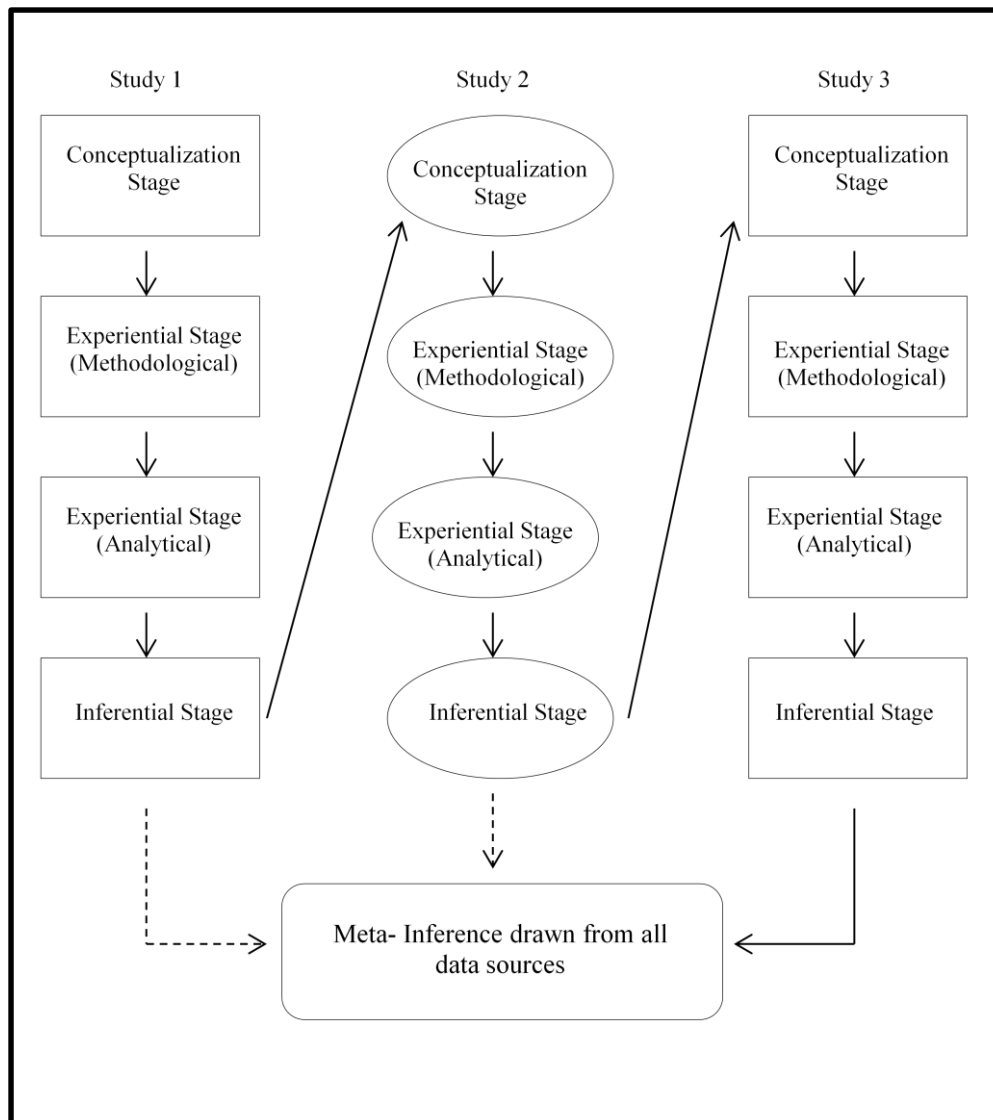 Study 1
Study 2
Study 3
Conceptualization
Stage
Conceptualization
Stage
Conceptualization
Stage
Experiential Stage
(Methodological)
Experiential Stage
(Methodological)
Experiential Stage
(Methodological)
Experiential Stage
(Analytical)
Experiential Stage
(Analytical)
Experiential Stage
(Analytical)
Inferential Stage
Inferential Stage
Inferential Stage
Meta- Inference drawn from all
data sources